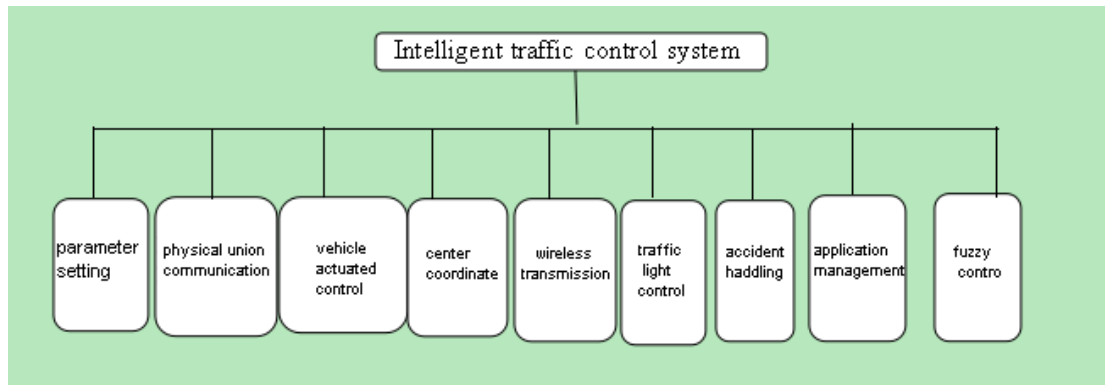 Intelligent traffic control system
parameter
setting
physical union
communication
vehicle
actuated
control
center
coordinate
wireless
transmission
traffic
light
control
accident
haddling
application
management
fuzzy
contro